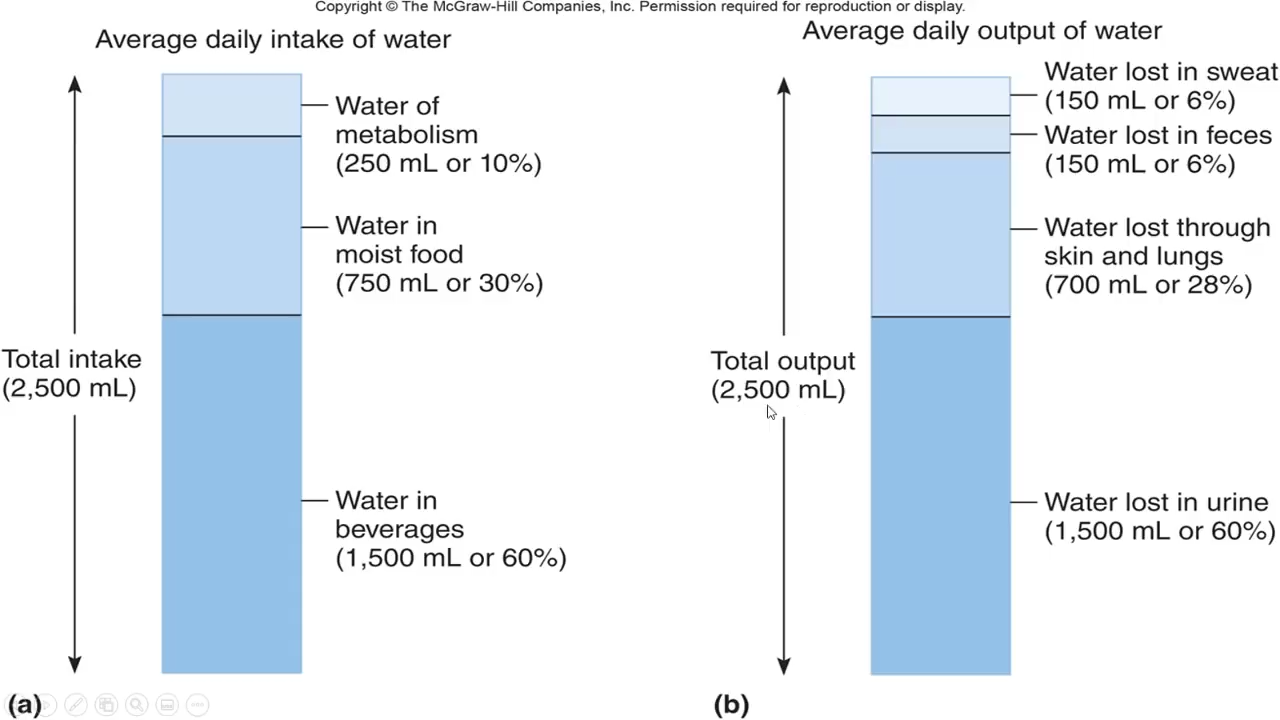 Copyright © The McGraw-Hill Companies, Inc. Permission required for reproduction or display.
Average daily intake of water
Water of
metabolism
(250 mL or 10%)
Water in
moist food
(750 mL or 30%)
Total intake
(2,500 mL)
Water in
beverages
(1,500 mL or 60%)
(a)
Average daily output of water
Water lost in sweat
(150 mL or 6%)
Water lost in feces
(150 mL or 6%)
Water lost through
skin and lungs
(700 mL or 28%)
Total output
(2,500 mL)
Water lost in urine
(1,500 mL or 60%)
(b)